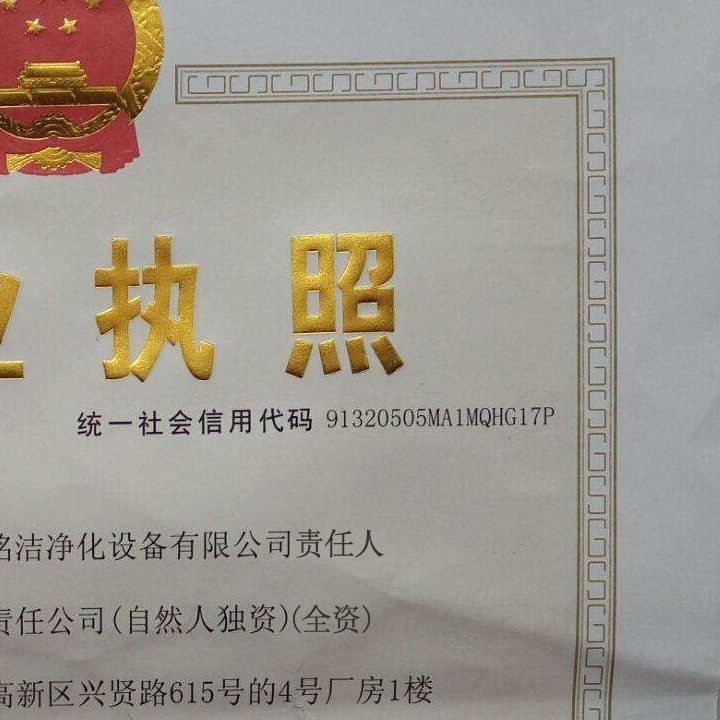 执照
统一社会信用代码 91320505MA1MQHG17P
洁净化设备有限公司责任人
责任公司(自然人独资)(全资)
高新区兴贤路615号的4号厂房1楼